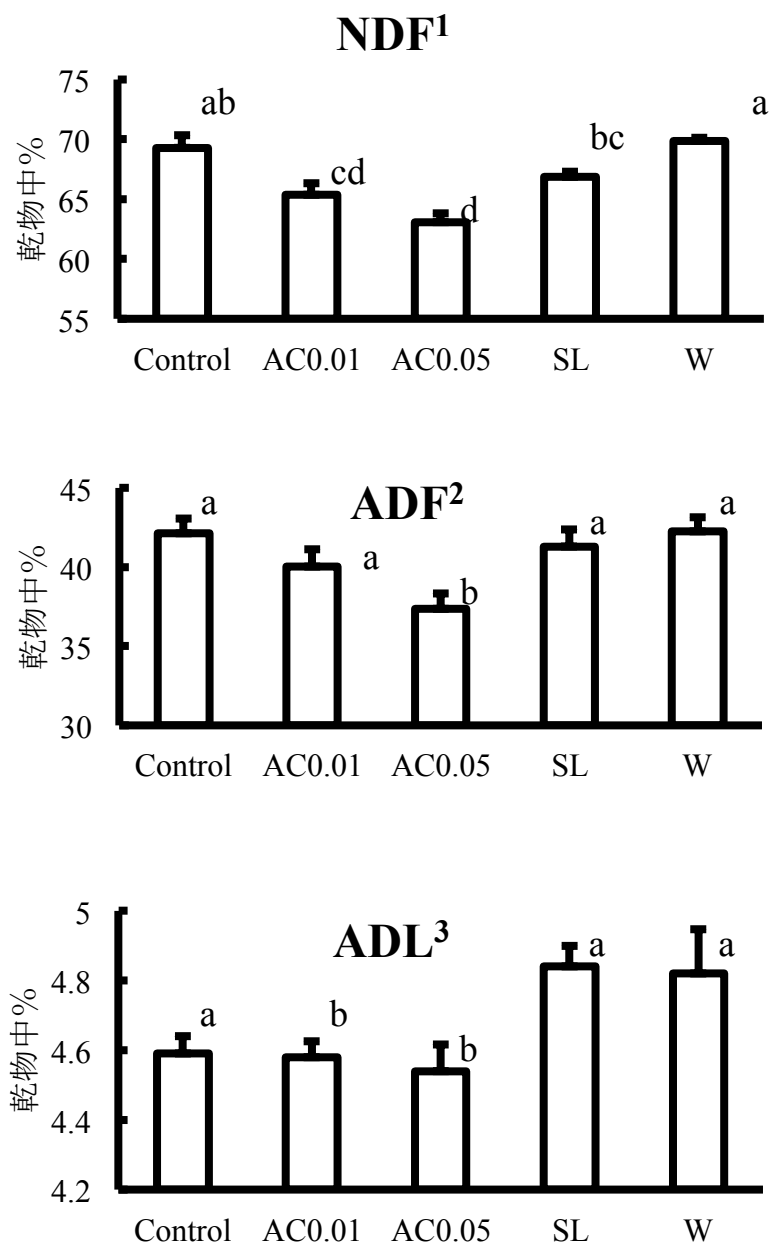 NDF¹
75
70
65
60
55
乾物中%
ab
cd
d
bc
a
Control AC0.01 AC0.05 SL W
ADF²
45
40
35
30
乾物中%
a
a
b
a
a
Control AC0.01 AC0.05 SL W
ADL³
5
4.8
4.6
4.4
4.2
乾物中%
a
b
b
a
a
Control AC0.01 AC0.05 SL W